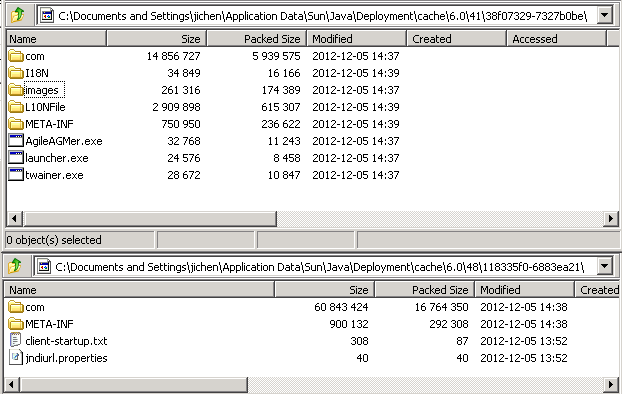 C:\Documents and Settings\jichen\Application Data\Sun\Java\Deployment\cache\6.0\41\38f07329-7327b0be\
Name Size Packed Size Modified Created Accessed
com 14 856 727 5 939 575 2012-12-05 14:37
I18N 34 849 16 166 2012-12-05 14:39
images 261 316 174 389 2012-12-05 14:37
L10NFile 2 909 898 615 307 2012-12-05 14:39
META-INF 750 950 236 622 2012-12-05 14:39
AgileAGMer.exe 32 768 11 243 2012-12-05 14:37
launcher.exe 24 576 8 458 2012-12-05 14:37
twainer.exe 28 672 10 847 2012-12-05 14:37
0 object(s) selected
C:\Documents and Settings\jichen\Application Data\Sun\Java\Deployment\cache\6.0\48\118335f0-6883ea21\
Name Size Packed Size Modified Created
com 60 843 424 16 764 350 2012-12-05 14:38
META-INF 900 132 292 308 2012-12-05 14:38
client-startup.txt 308 87 2012-12-05 13:52
jndiurl.properties 40 40 2012-12-05 13:52